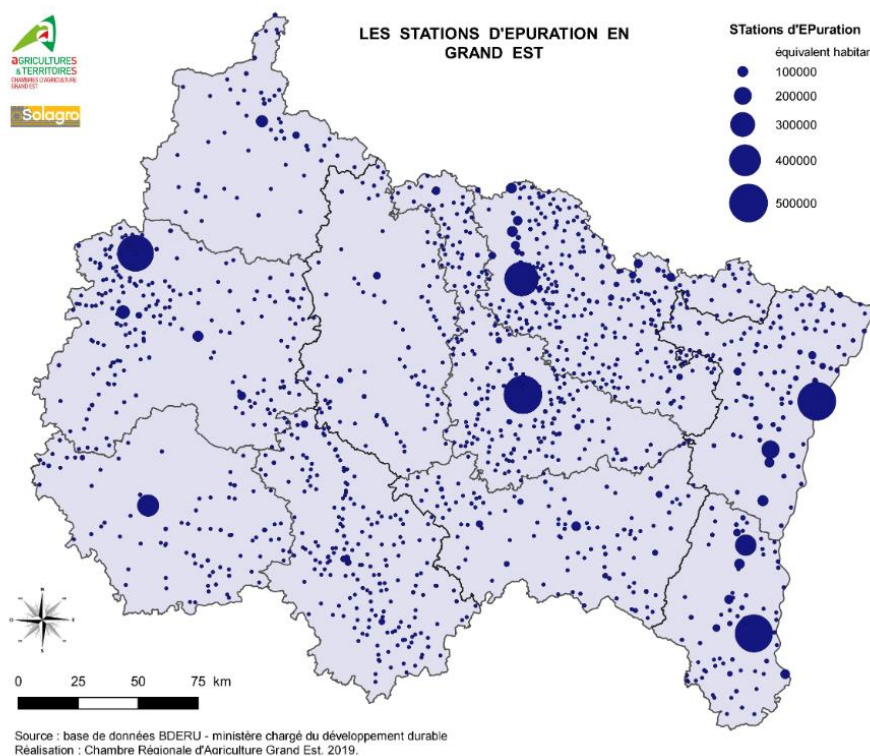 LES STATIONS D'EPURATION EN
GRAND EST
aGRICULTURES
& TERRITOIRES
CHAMBRES D'AGRICULTURE
GRAND EST
Solagro
STations d'EPuration
équivalent habitan
100000
200000
300000
400000
500000
N
O
E
S
0 25 50 75 km
Source : base de données BDERU - ministère chargé du développement durable
Réalisation : Chambre Régionale d'Agriculture Grand Est. 2019.